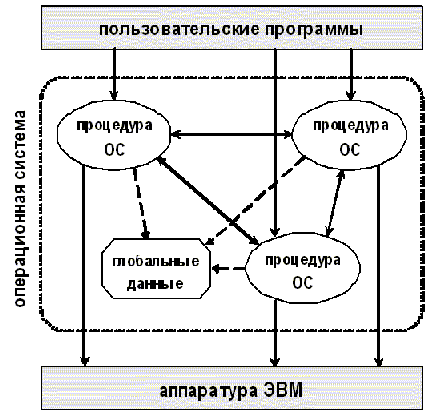 пользовательские программы
операционная система
процедура
ОС
процедура
ОС
глобальные
данные
процедура
ОС
аппаратура ЭВМ